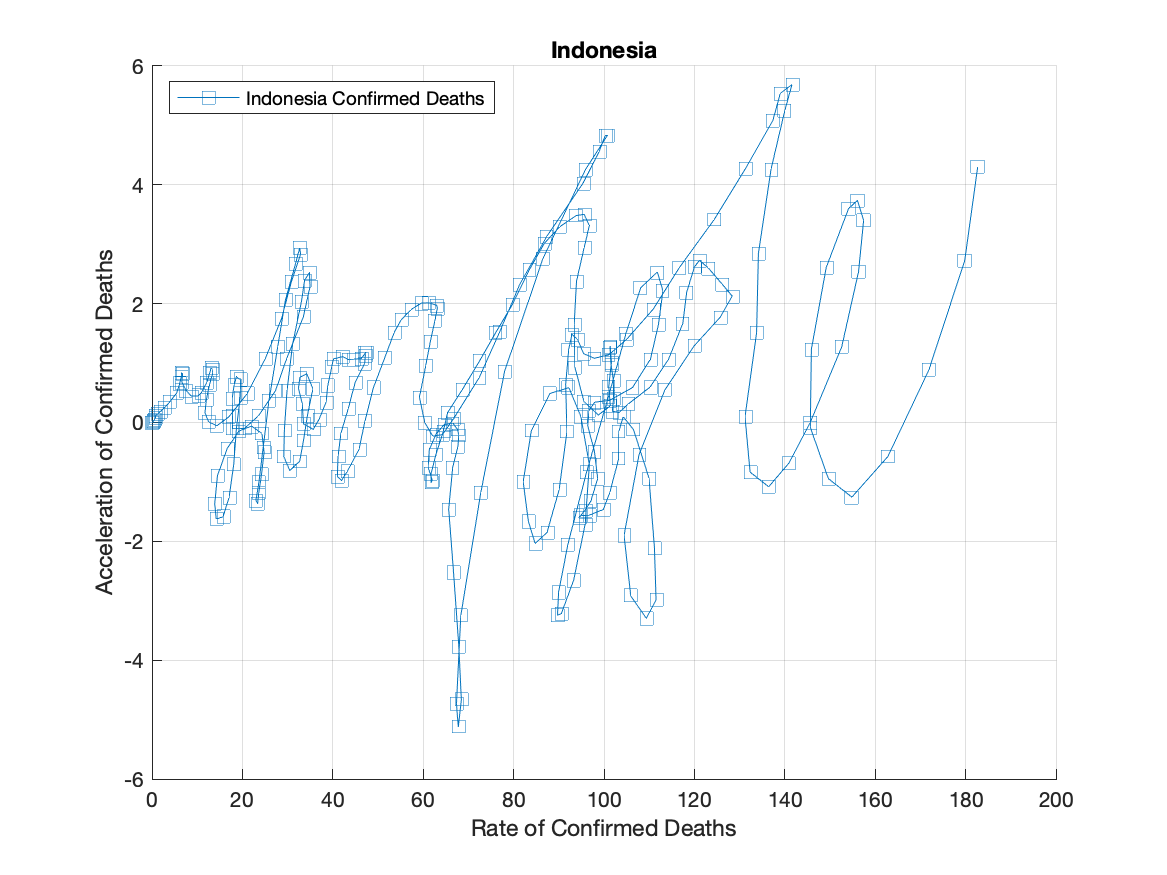 Indonesia
Indonesia Confirmed Deaths
6
4
2
0
-2
-4
-6
Acceleration of Confirmed Deaths
0 20 40 60 80 100 120 140 160 180 200
Rate of Confirmed Deaths